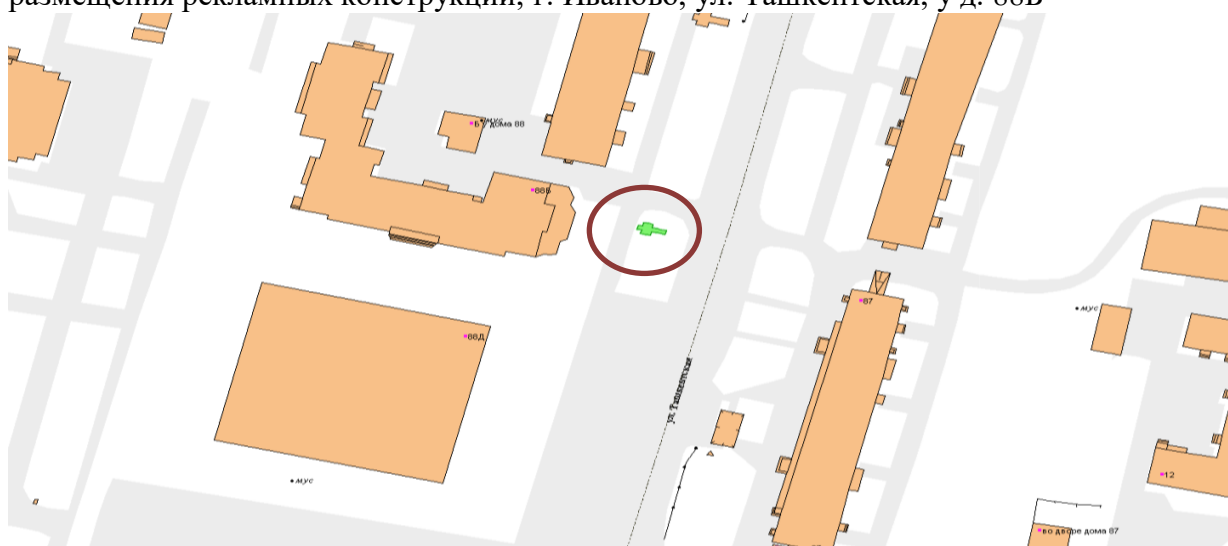 размещения рекламных конструкций, г. Иваново, ул. Ташкентская, у д. 88В
мус
Б у дома 88
88В
87
мус
88Д
ул. Ташкентская
мус
12
во дворе дома 87